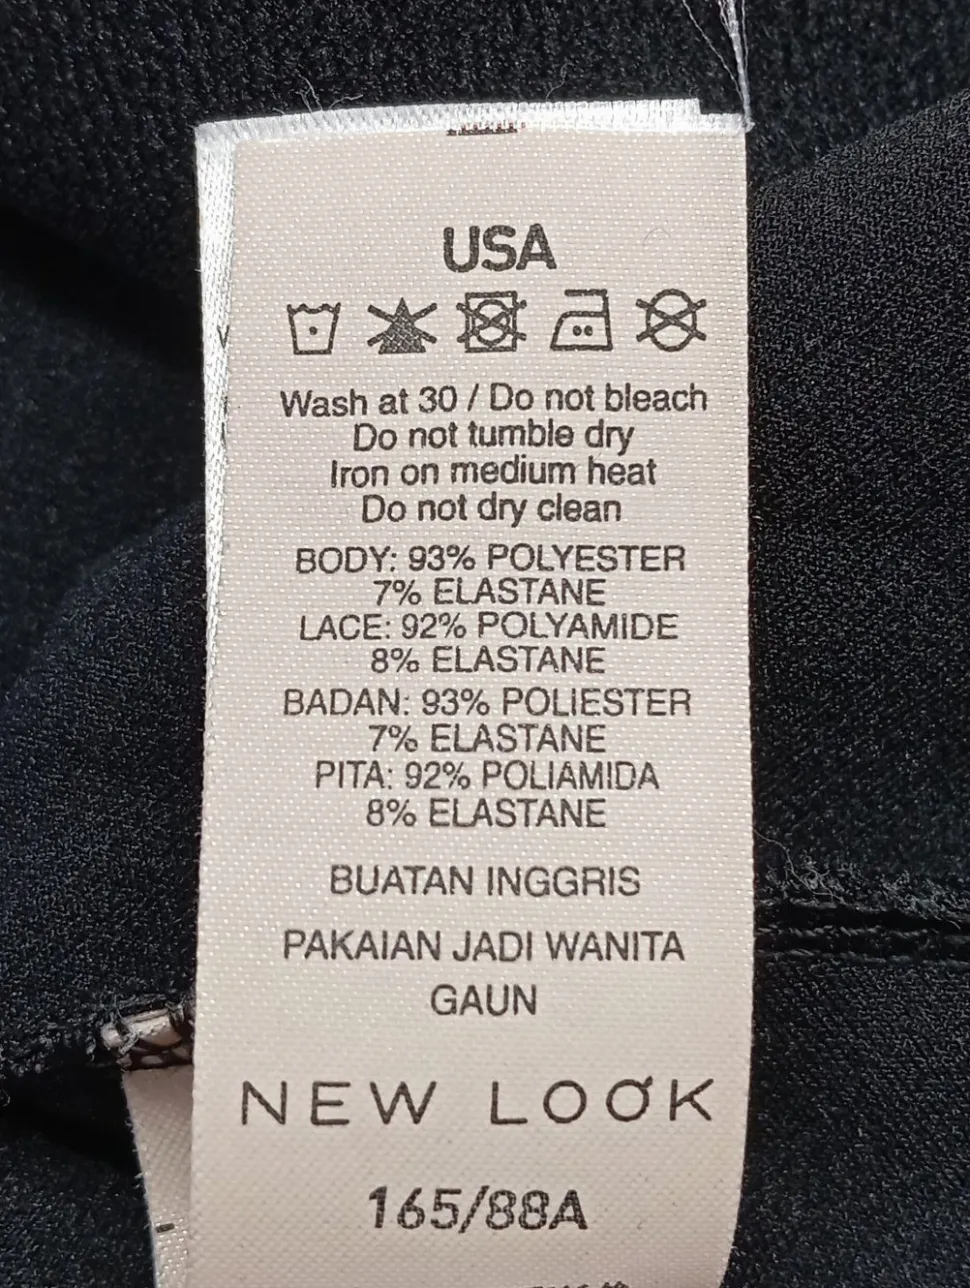 USA
Wash at 30 / Do not bleach
Do not tumble dry
Iron on medium heat
Do not dry clean
BODY: 93% POLYESTER
7% ELASTANE
LACE: 92% POLYAMIDE
8% ELASTANE
BADAN: 93% POLIESTER
7% ELASTANE
PITA: 92% POLIAMIDA
8% ELASTANE
BUATAN INGGRIS
PAKAIAN JADI WANITA
GAUN
NEW LOOK
165/88A